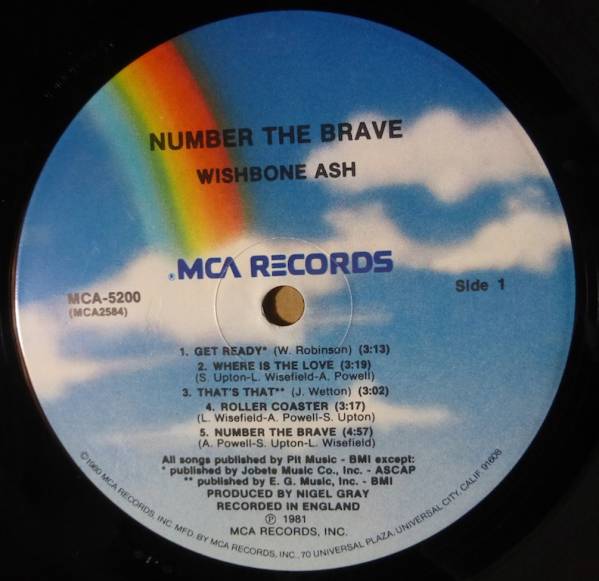 NUMBER THE BRAVE
WISHBONE ASH
®MCA RECORDS
MCA-5200
(MCA2584)
Side 1
1. GET READY* (W. Robinson) (3:13)
2. WHERE IS THE LOVE (3:19)
(S. Upton-L. Wisefield-A. Powell)
3. THAT'S THAT** (J. Wetton) (3:02)
4. ROLLER COASTER (3:17)
(L. Wisefield-A. Powell-S. Upton)
5. NUMBER THE BRAVE (4:57)
(A. Powell-S. Upton-L. Wisefield)
All songs published by Pit Music - BMI except:
* published by Jobete Music Co., Inc. - ASCAP
** published by E. G. Music, Inc. - BMI
PRODUCED BY NIGEL GRAY
RECORDED IN ENGLAND
℗ 1981
MCA RECORDS, INC.
©1980 MCA RECORDS, INC. MFD. BY MCA RECORDS, INC., 70 UNIVERSAL PLAZA, UNIVERSAL CITY, CALIF. 91608